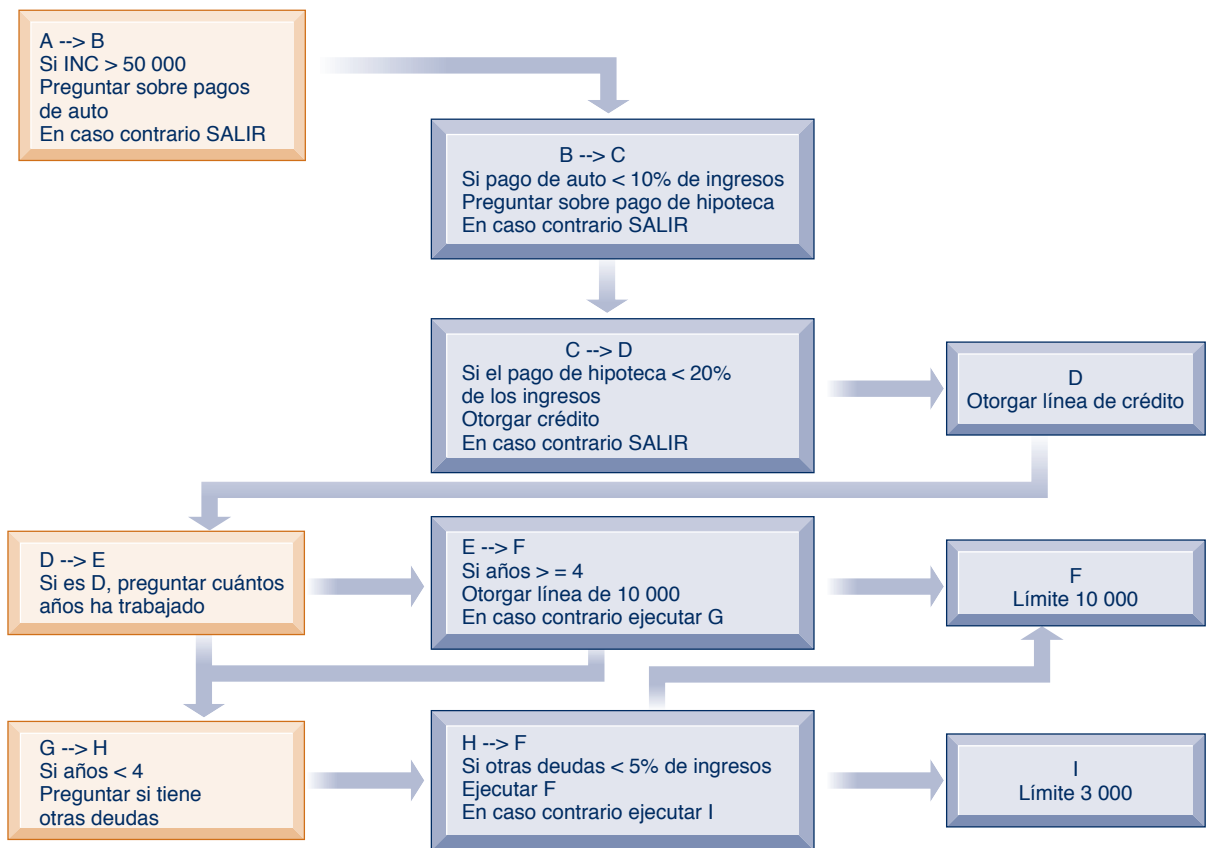 A --> B
Si INC > 50 000
Preguntar sobre pagos
de auto
En caso contrario SALIR
B --> C
Si pago de auto < 10% de ingresos
Preguntar sobre pago de hipoteca
En caso contrario SALIR
C --> D
Si el pago de hipoteca < 20%
de los ingresos
Otorgar crédito
En caso contrario SALIR
D
Otorgar línea de crédito
D --> E
Si es D, preguntar cuántos
años ha trabajado
E --> F
Si años > = 4
Otorgar línea de 10 000
En caso contrario ejecutar G
F
Límite 10 000
G --> H
Si años < 4
Preguntar si tiene
otras deudas
H --> F
Si otras deudas < 5% de ingresos
Ejecutar F
En caso contrario ejecutar I
I
Límite 3 000